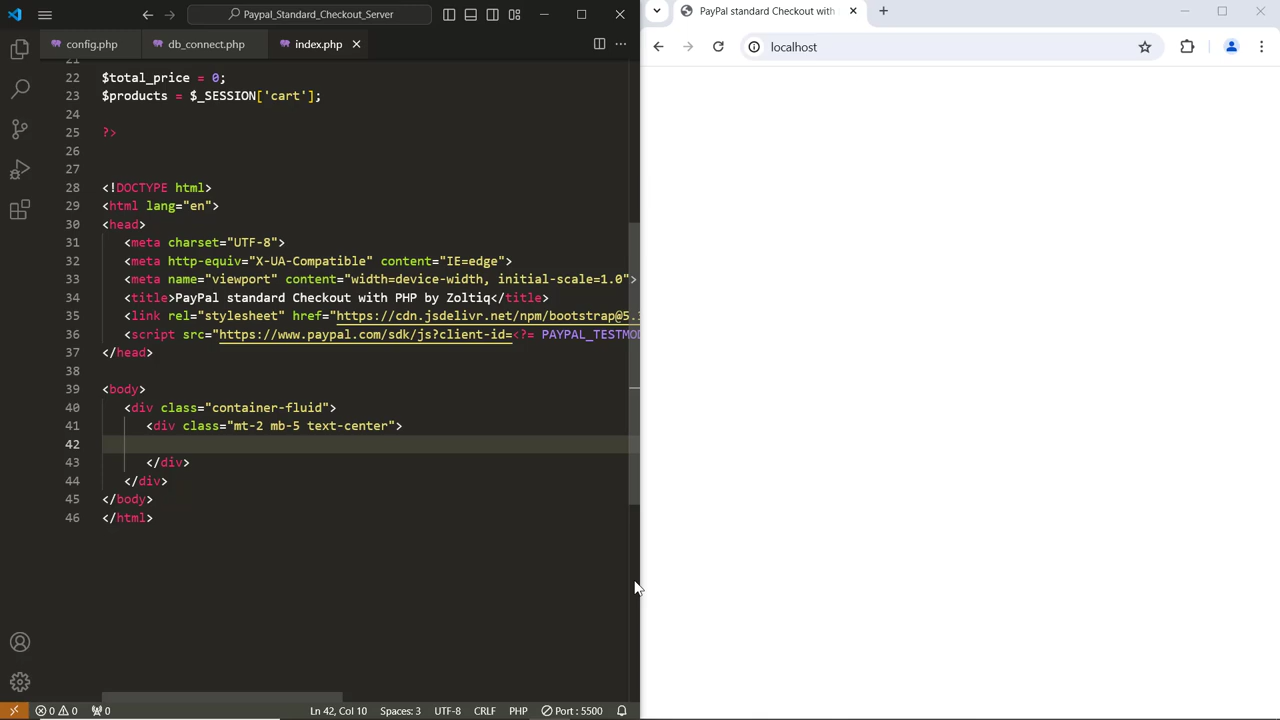 Paypal_Standard_Checkout_Server
PayPal standard Checkout with
config.php
db_connect.php
index.php
localhost
21
22 $total_price = 0;
23 $products = $_SESSION['cart'];
24
25 ?>
26
27
28 <!DOCTYPE html>
29 <html lang="en">
30 <head>
31 <meta charset="UTF-8">
32 <meta http-equiv="X-UA-Compatible" content="IE=edge">
33 <meta name="viewport" content="width=device-width, initial-scale=1.0">
34 <title>PayPal standard Checkout with PHP by Zoltiq</title>
35 <link rel="stylesheet" href="https://cdn.jsdelivr.net/npm/bootstrap@5.
36 <script src="https://www.paypal.com/sdk/js?client-id=<?= PAYPAL_TESTMO
37 </head>
38
39 <body>
40 <div class="container-fluid">
41 <div class="mt-2 mb-5 text-center">
42
43 </div>
44 </div>
45 </body>
46 </html>
0 0 0 Ln 42, Col 10 Spaces: 3 UTF-8 CRLF PHP Port : 5500